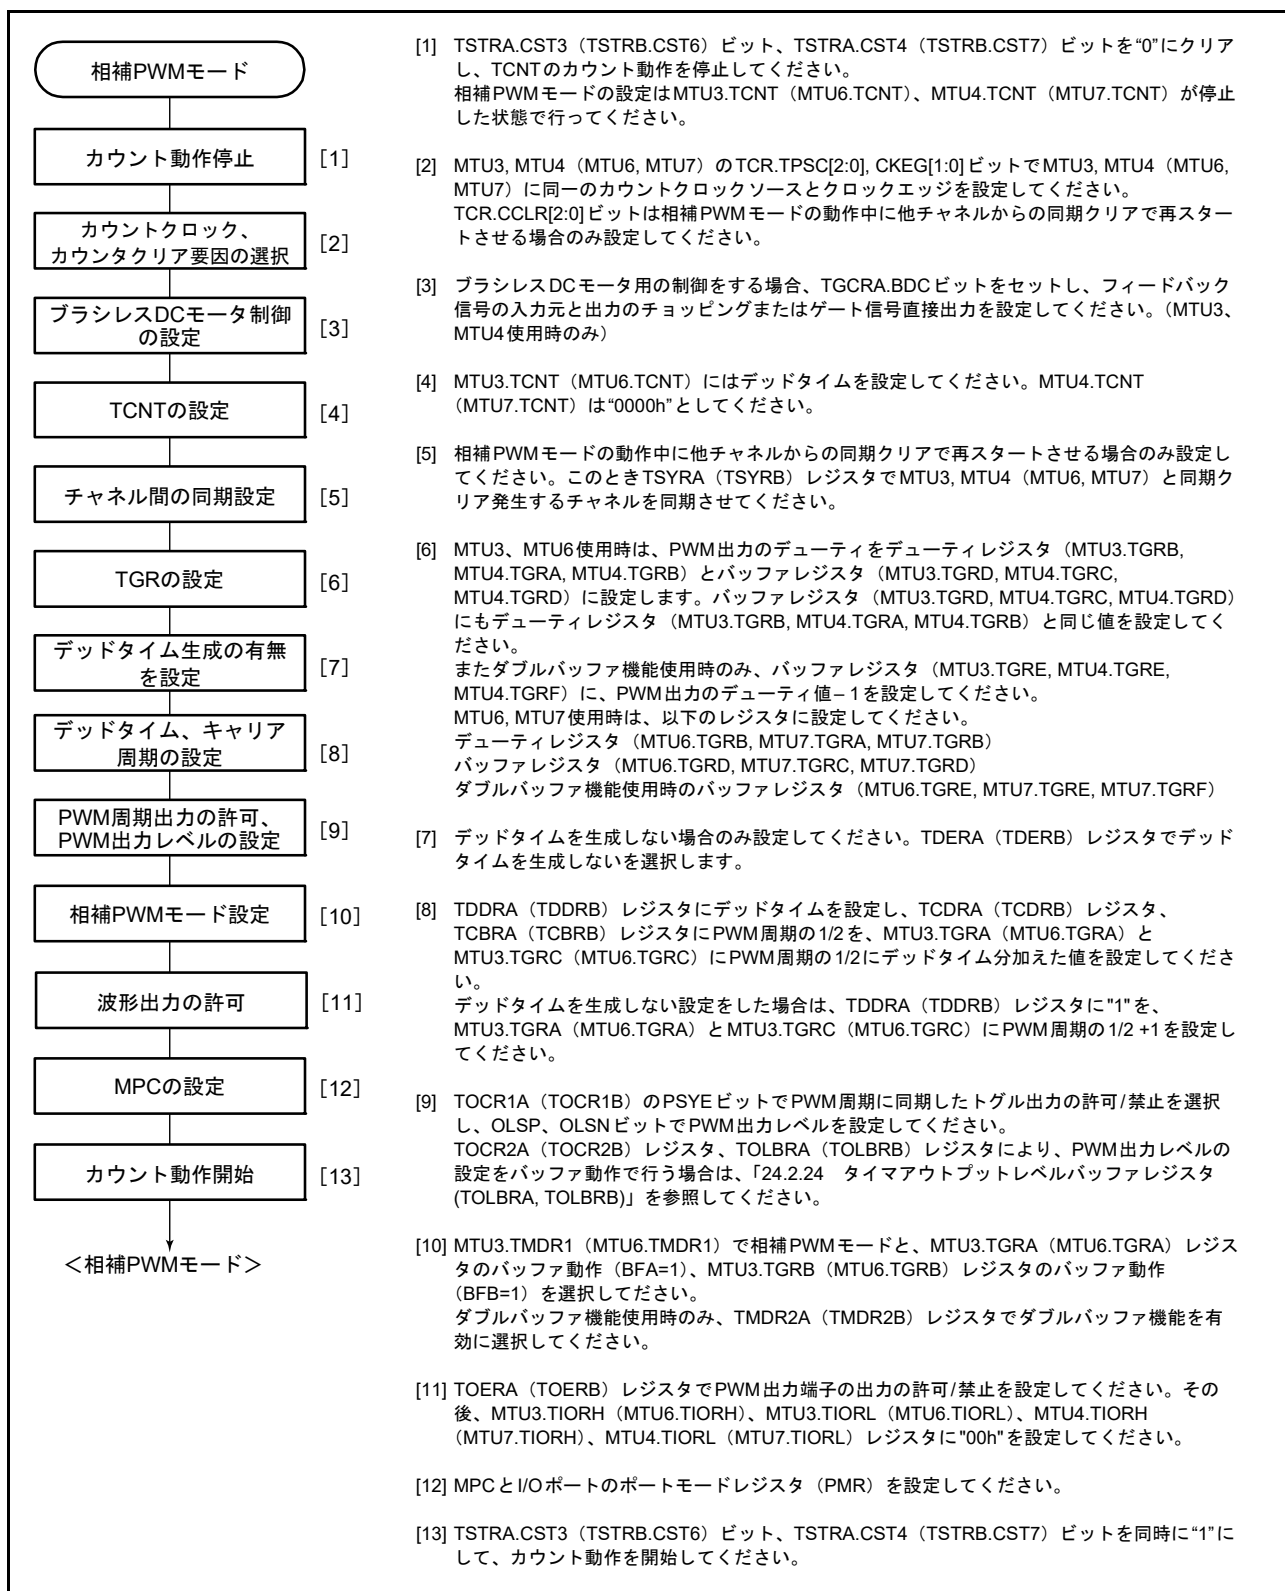 相補PWMモード
カウント動作停止 [1]
カウントクロック、
カウンタクリア要因の選択 [2]
ブラシレスDCモータ制御
の設定 [3]
TCNTの設定 [4]
チャネル間の同期設定 [5]
TGRの設定 [6]
デッドタイム生成の有無
を設定 [7]
デッドタイム、キャリア
周期の設定 [8]
PWM周期出力の許可、
PWM出力レベルの設定 [9]
相補PWMモード設定 [10]
波形出力の許可 [11]
MPCの設定 [12]
カウント動作開始 [13]
＜相補PWMモード＞
[1] TSTRA.CST3（TSTRB.CST6）ビット、TSTRA.CST4（TSTRB.CST7）ビットを“0”にクリア
し、TCNTのカウント動作を停止してください。
相補PWMモードの設定はMTU3.TCNT（MTU6.TCNT）、MTU4.TCNT（MTU7.TCNT）が停止
した状態で行ってください。
[2] MTU3, MTU4（MTU6, MTU7）のTCR.TPSC[2:0], CKEG[1:0]ビットでMTU3, MTU4（MTU6,
MTU7）に同一のカウントクロックソースとクロックエッジを設定してください。
TCR.CCLR[2:0]ビットは相補PWMモードの動作中に他チャネルからの同期クリアで再スター
トさせる場合のみ設定してください。
[3] ブラシレスDCモータ用の制御をする場合、TGCRA.BDCビットをセットし、フィードバック
信号の入力元と出力のチョッピングまたはゲート信号直接出力を設定してください。（MTU3、
MTU4使用時のみ）
[4] MTU3.TCNT（MTU6.TCNT）にはデッドタイムを設定してください。MTU4.TCNT
（MTU7.TCNT）は“0000h”としてください。
[5] 相補PWMモードの動作中に他チャネルからの同期クリアで再スタートさせる場合のみ設定し
てください。このときTSYRA（TSYRB）レジスタでMTU3, MTU4（MTU6, MTU7）と同期ク
リア発生するチャネルを同期させてください。
[6] MTU3、MTU6使用時は、PWM出力のデューティをデューティレジスタ（MTU3.TGRB,
MTU4.TGRA, MTU4.TGRB）とバッファレジスタ（MTU3.TGRD, MTU4.TGRC,
MTU4.TGRD）に設定します。バッファレジスタ（MTU3.TGRD, MTU4.TGRC, MTU4.TGRD）
にもデューティレジスタ（MTU3.TGRB, MTU4.TGRA, MTU4.TGRB）と同じ値を設定してく
ださい。
またダブルバッファ機能使用時のみ、バッファレジスタ（MTU3.TGRE, MTU4.TGRE,
MTU4.TGRF）に、PWM出力のデューティ値– 1を設定してください。
MTU6, MTU7使用時は、以下のレジスタに設定してください。
デューティレジスタ（MTU6.TGRB, MTU7.TGRA, MTU7.TGRB）
バッファレジスタ（MTU6.TGRD, MTU7.TGRC, MTU7.TGRD）
ダブルバッファ機能使用時のバッファレジスタ（MTU6.TGRE, MTU7.TGRE, MTU7.TGRF）
[7] デッドタイムを生成しない場合のみ設定してください。TDERA（TDERB）レジスタでデッド
タイムを生成しないを選択します。
[8] TDDRA（TDDRB）レジスタにデッドタイムを設定し、TCDRA（TCDRB）レジスタ、
TCBRA（TCBRB）レジスタにPWM周期の1/2を、MTU3.TGRA（MTU6.TGRA）と
MTU3.TGRC（MTU6.TGRC）にPWM周期の1/2にデッドタイム分加えた値を設定してくださ
い。
デッドタイムを生成しない設定をした場合は、TDDRA（TDDRB）レジスタに"1"を、
MTU3.TGRA（MTU6.TGRA）とMTU3.TGRC（MTU6.TGRC）にPWM周期の1/2 +1を設定し
てください。
[9] TOCR1A（TOCR1B）のPSYEビットでPWM周期に同期したトグル出力の許可/禁止を選択
し、OLSP、OLSNビットでPWM出力レベルを設定してください。
TOCR2A（TOCR2B）レジスタ、TOLBRA（TOLBRB）レジスタにより、PWM出力レベルの
設定をバッファ動作で行う場合は、「24.2.24　タイマアウトプットレベルバッファレジスタ
(TOLBRA, TOLBRB)」を参照してください。
[10] MTU3.TMDR1（MTU6.TMDR1）で相補PWMモードと、MTU3.TGRA（MTU6.TGRA）レジス
タのバッファ動作（BFA=1）、MTU3.TGRB（MTU6.TGRB）レジスタのバッファ動作
（BFB=1）を選択してださい。
ダブルバッファ機能使用時のみ、TMDR2A（TMDR2B）レジスタでダブルバッファ機能を有
効に選択してください。
[11] TOERA（TOERB）レジスタでPWM出力端子の出力の許可/禁止を設定してください。その
後、MTU3.TIORH（MTU6.TIORH）、MTU3.TIORL（MTU6.TIORL）、MTU4.TIORH
（MTU7.TIORH）、MTU4.TIORL（MTU7.TIORL）レジスタに"00h"を設定してください。
[12] MPCとI/Oポートのポートモードレジスタ（PMR）を設定してください。
[13] TSTRA.CST3（TSTRB.CST6）ビット、TSTRA.CST4（TSTRB.CST7）ビットを同時に“1”に
して、カウント動作を開始してください。